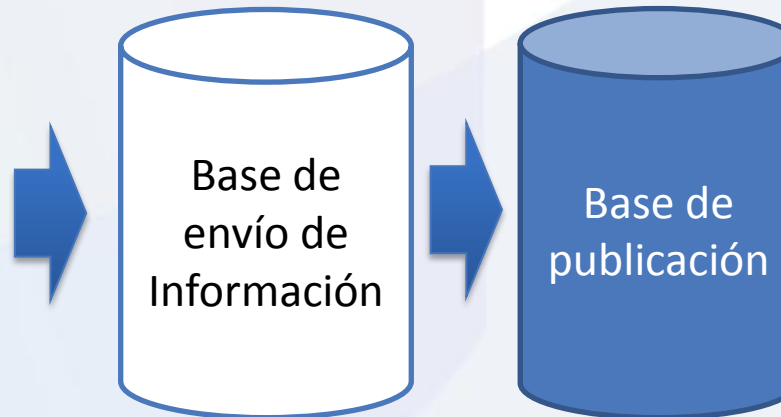 Base de
envío de
Información
Base de
publicación